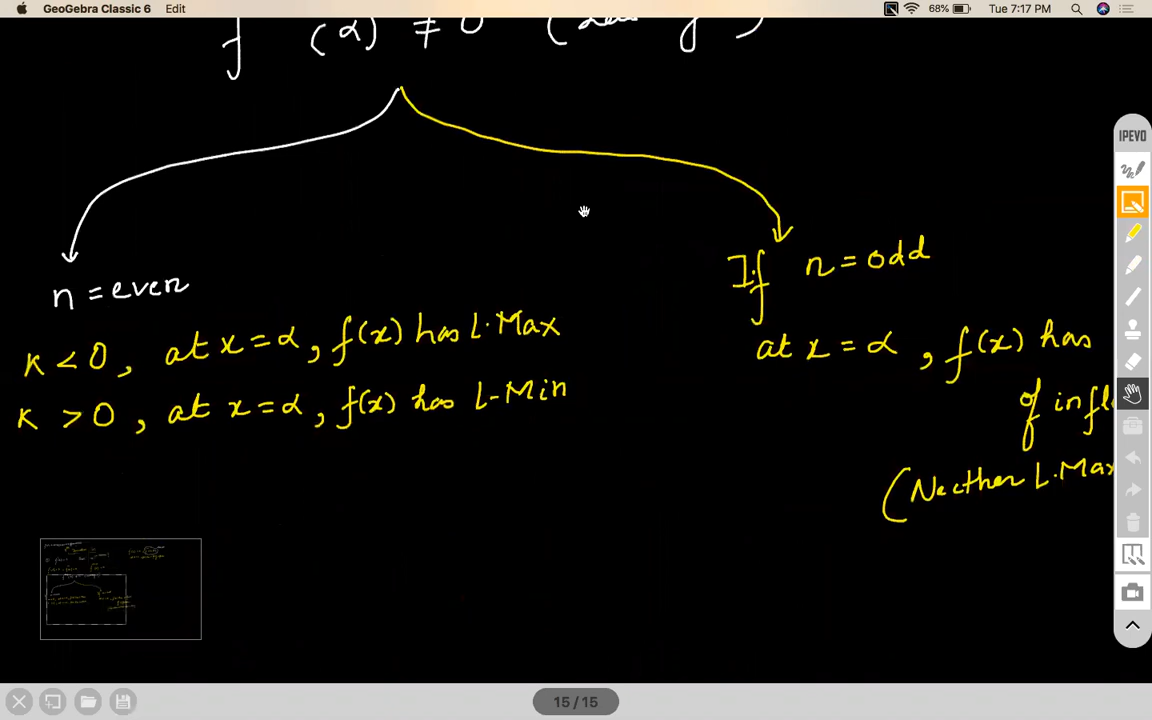 GeoGebra Classic 6 Edit 68% Tue 7:17 PM
(α) ≠ 0
IPEVO
n = even
If n = odd
K < 0, at x = α, f(x) has L.Max
at x = α, f(x) has
K > 0, at x = α, f(x) has L-Min
of infl
(Neither L.Max
15 / 15